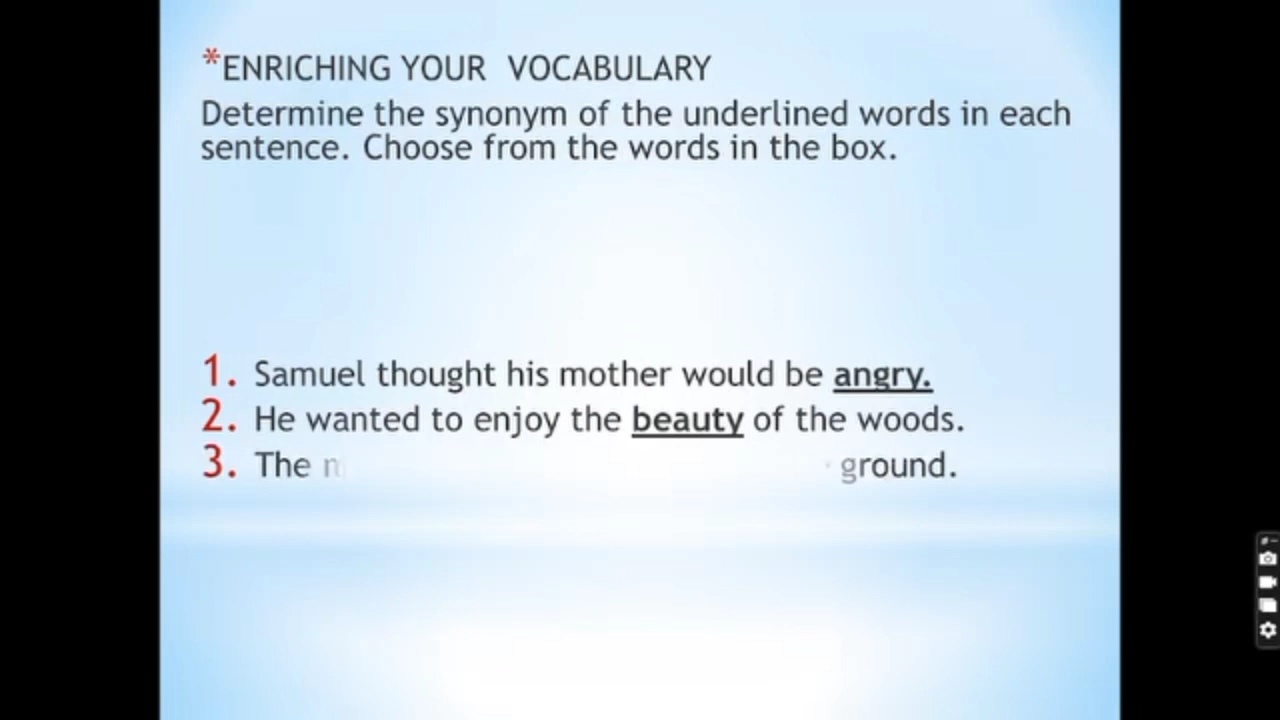 *ENRICHING YOUR VOCABULARY
Determine the synonym of the underlined words in each
sentence. Choose from the words in the box.
1. Samuel thought his mother would be angry.
2. He wanted to enjoy the beauty of the woods.
3. The ground.